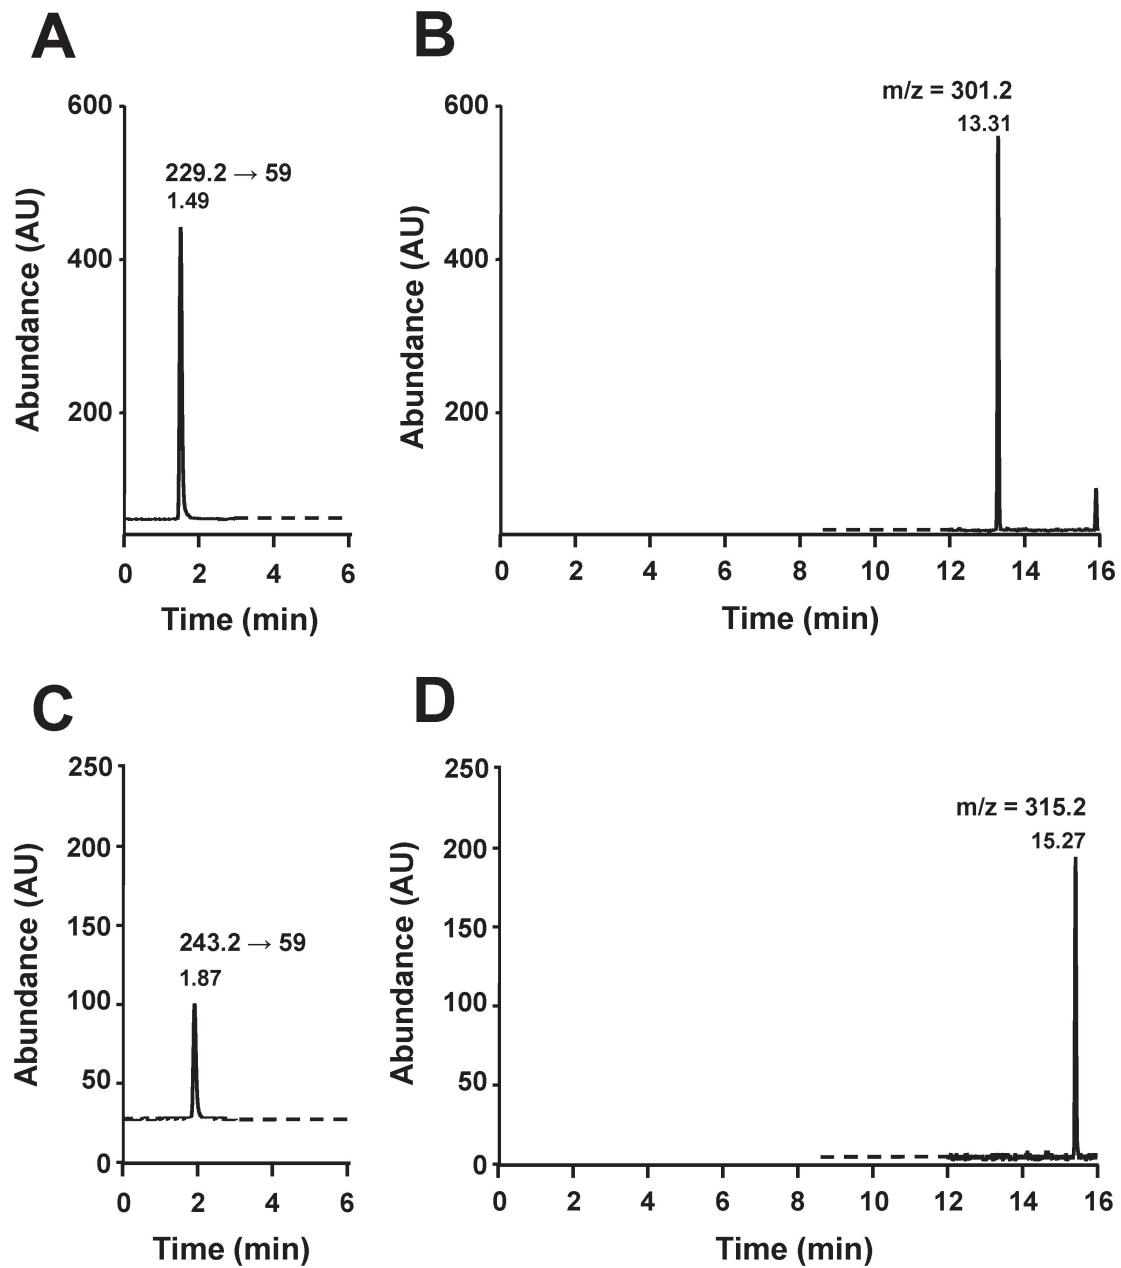 A
600
400
200
Abundance (AU)
229.2 → 59
1.49
0 2 4 6
Time (min)
B
600
400
200
Abundance (AU)
m/z = 301.2
13.31
0 2 4 6 8 10 12 14 16
Time (min)
C
250
200
150
100
50
0
Abundance (AU)
243.2 → 59
1.87
0 2 4 6
Time (min)
D
250
200
150
100
50
0
Abundance (AU)
m/z = 315.2
15.27
0 2 4 6 8 10 12 14 16
Time (min)